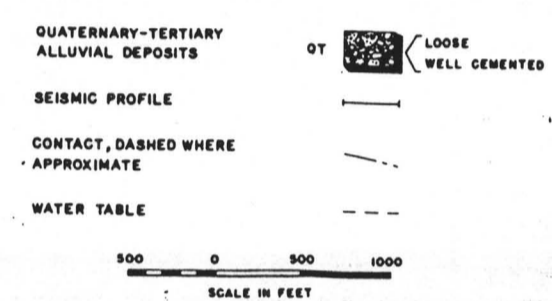 QUATERNARY-TERTIARY
ALLUVIAL DEPOSITS
QT
LOOSE
WELL CEMENTED
SEISMIC PROFILE
CONTACT, DASHED WHERE
APPROXIMATE
WATER TABLE
500 0 500 1000
SCALE IN FEET